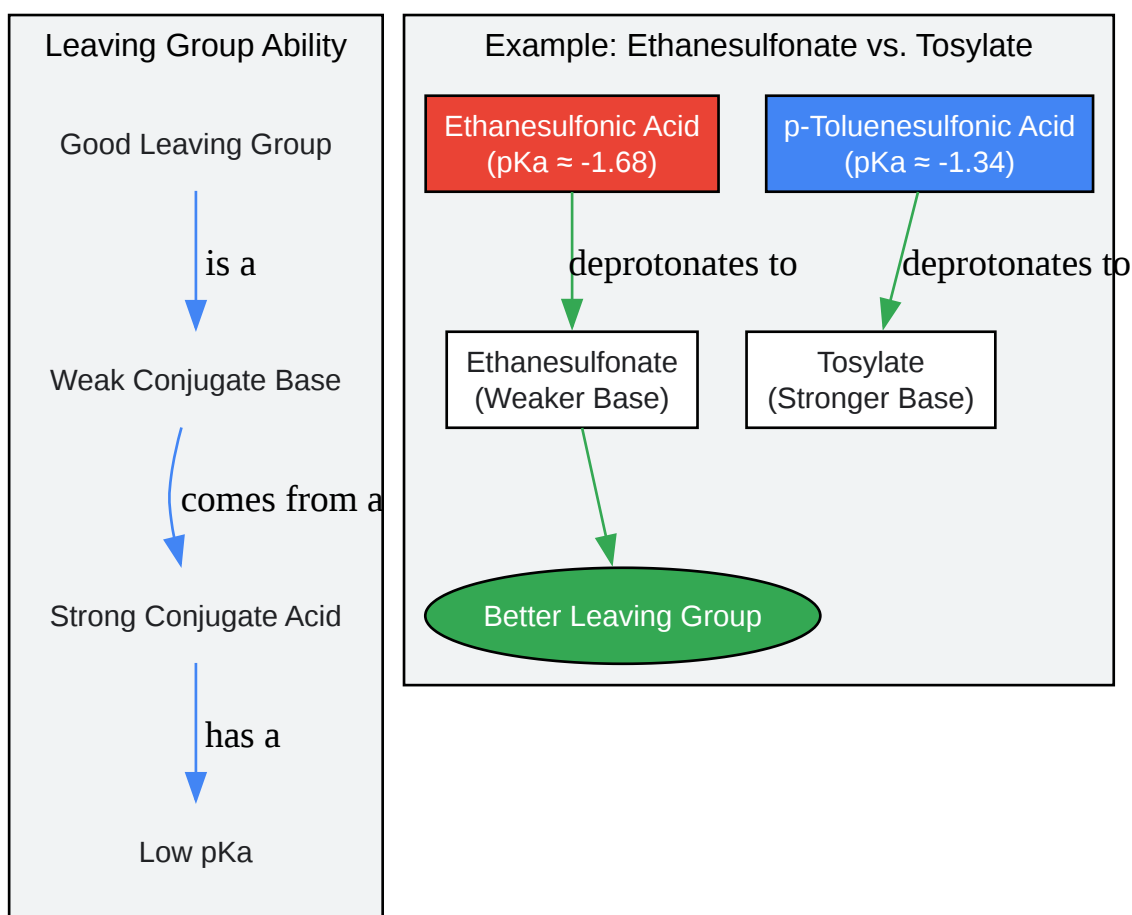 Leaving Group Ability
Good Leaving Group
is a
Weak Conjugate Base
comes from a
Strong Conjugate Acid
has a
Low pKa
Example: Ethanesulfonate vs. Tosylate
Ethanesulfonic Acid
(pKa ≈ -1.68)
p-Toluenesulfonic Acid
(pKa ≈ -1.34)
deprotonates to
deprotonates to
Ethanesulfonate
(Weaker Base)
Tosylate
(Stronger Base)
Better Leaving Group